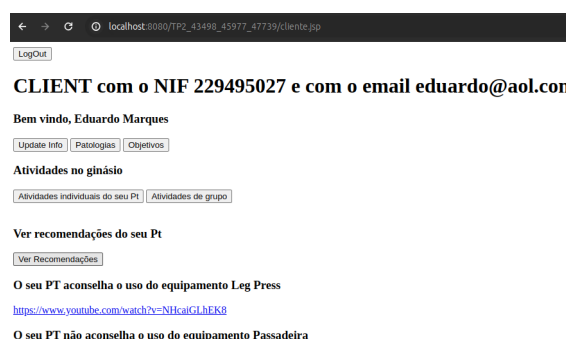 localhost:8080/TP2_43498_45977_47739/cliente.jsp
LogOut
CLIENT com o NIF 229495027 e com o email eduardo@aol.com
Bem vindo, Eduardo Marques
Update Info Patologias Objetivos
Atividades no ginásio
Atividades individuais do seu Pt Atividades de grupo
Ver recomendações do seu Pt
Ver Recomendações
O seu PT aconselha o uso do equipamento Leg Press
https://www.youtube.com/watch?v=NHcaiGLhEK8
O seu PT não aconselha o uso do equipamento Passadeira